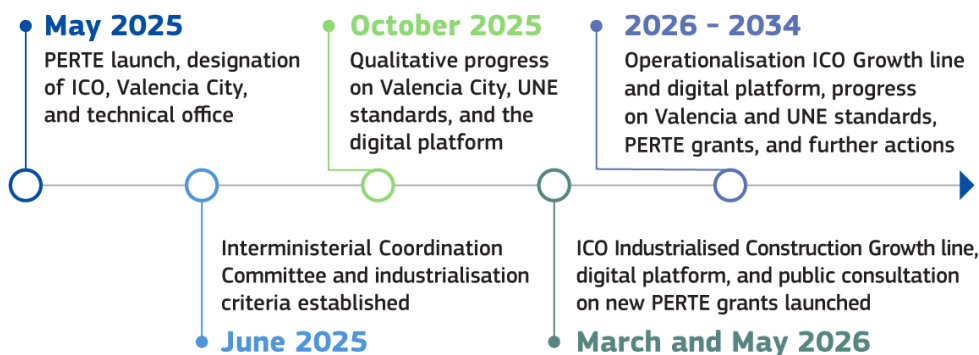 May 2025
PERTE launch, designation
of ICO, Valencia City,
and technical office
October 2025
Qualitative progress
on Valencia City, UNE
standards, and the
digital platform
2026 - 2034
Operationalisation ICO Growth line
and digital platform, progress
on Valencia and UNE standards,
PERTE grants, and further actions
Interministerial Coordination
Committee and industrialisation
criteria established
June 2025
ICO Industrialised Construction Growth line,
digital platform, and public consultation
on new PERTE grants launched
March and May 2026